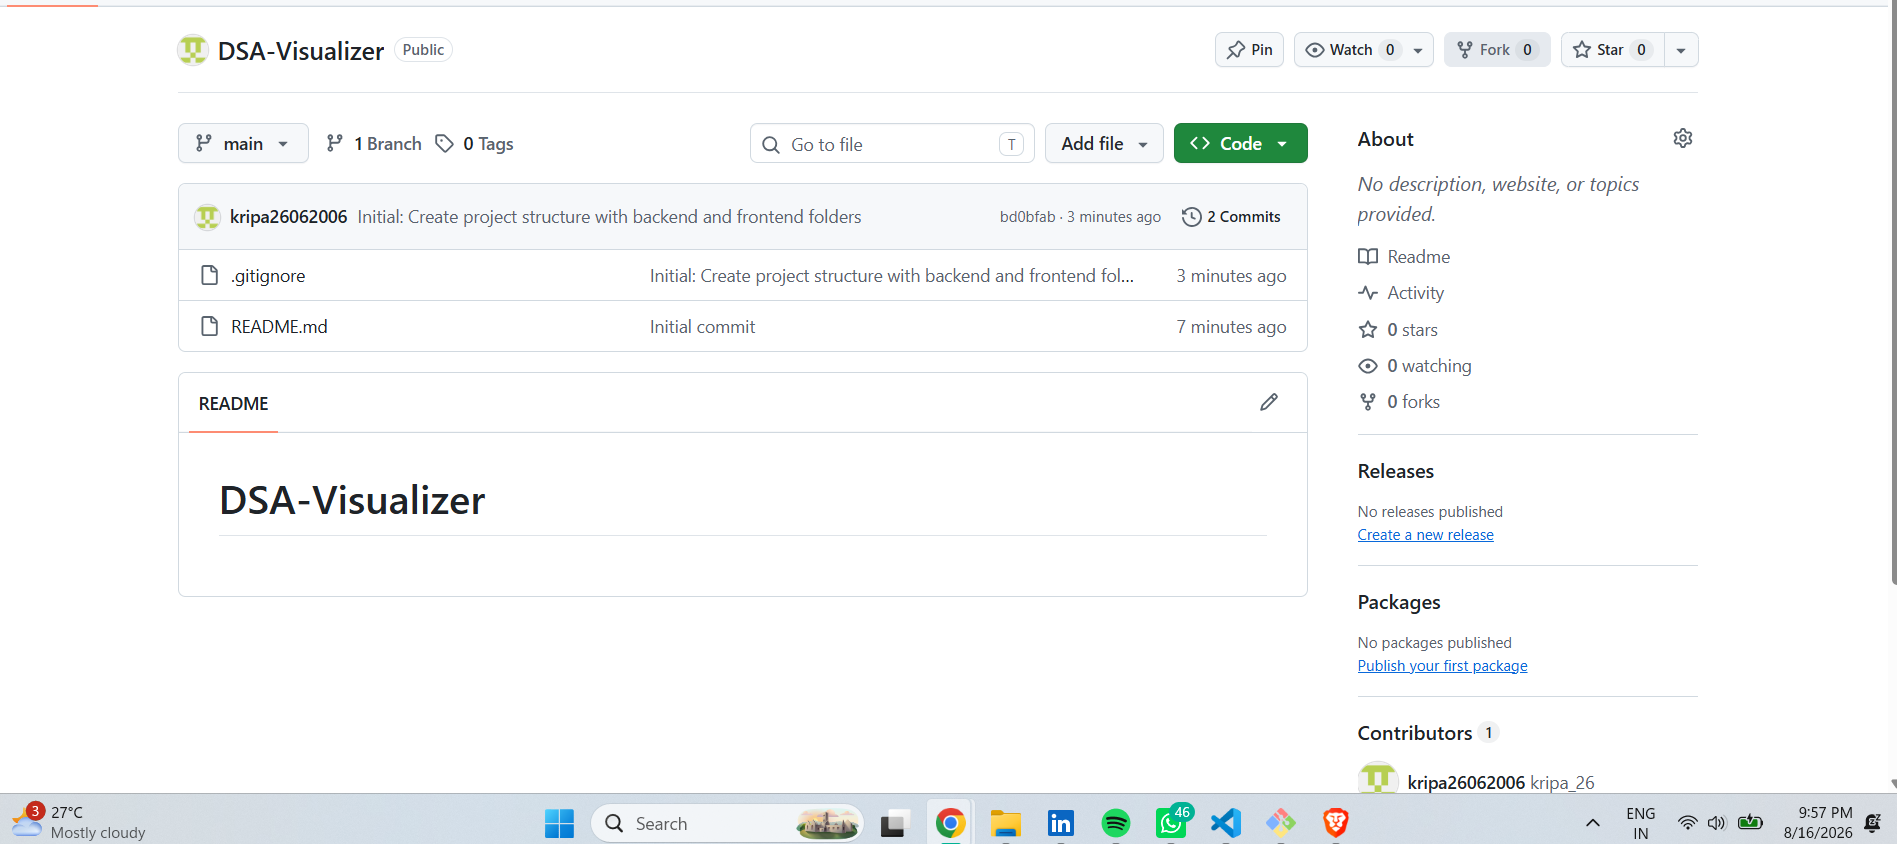 DSA-Visualizer Public
Pin
Watch 0
Fork 0
Star 0
main
1 Branch
0 Tags
Go to file T
Add file
Code
kripa26062006 Initial: Create project structure with backend and frontend folders
bd0bfab · 3 minutes ago
2 Commits
.gitignore Initial: Create project structure with backend and frontend fol... 3 minutes ago
README.md Initial commit 7 minutes ago
README
DSA-Visualizer
About
No description, website, or topics
provided.
Readme
Activity
0 stars
0 watching
0 forks
Releases
No releases published
Create a new release
Packages
No packages published
Publish your first package
Contributors 1
kripa26062006 kripa_26
3
27°C
Mostly cloudy
Search
46
ENG
IN
9:57 PM
8/16/2026